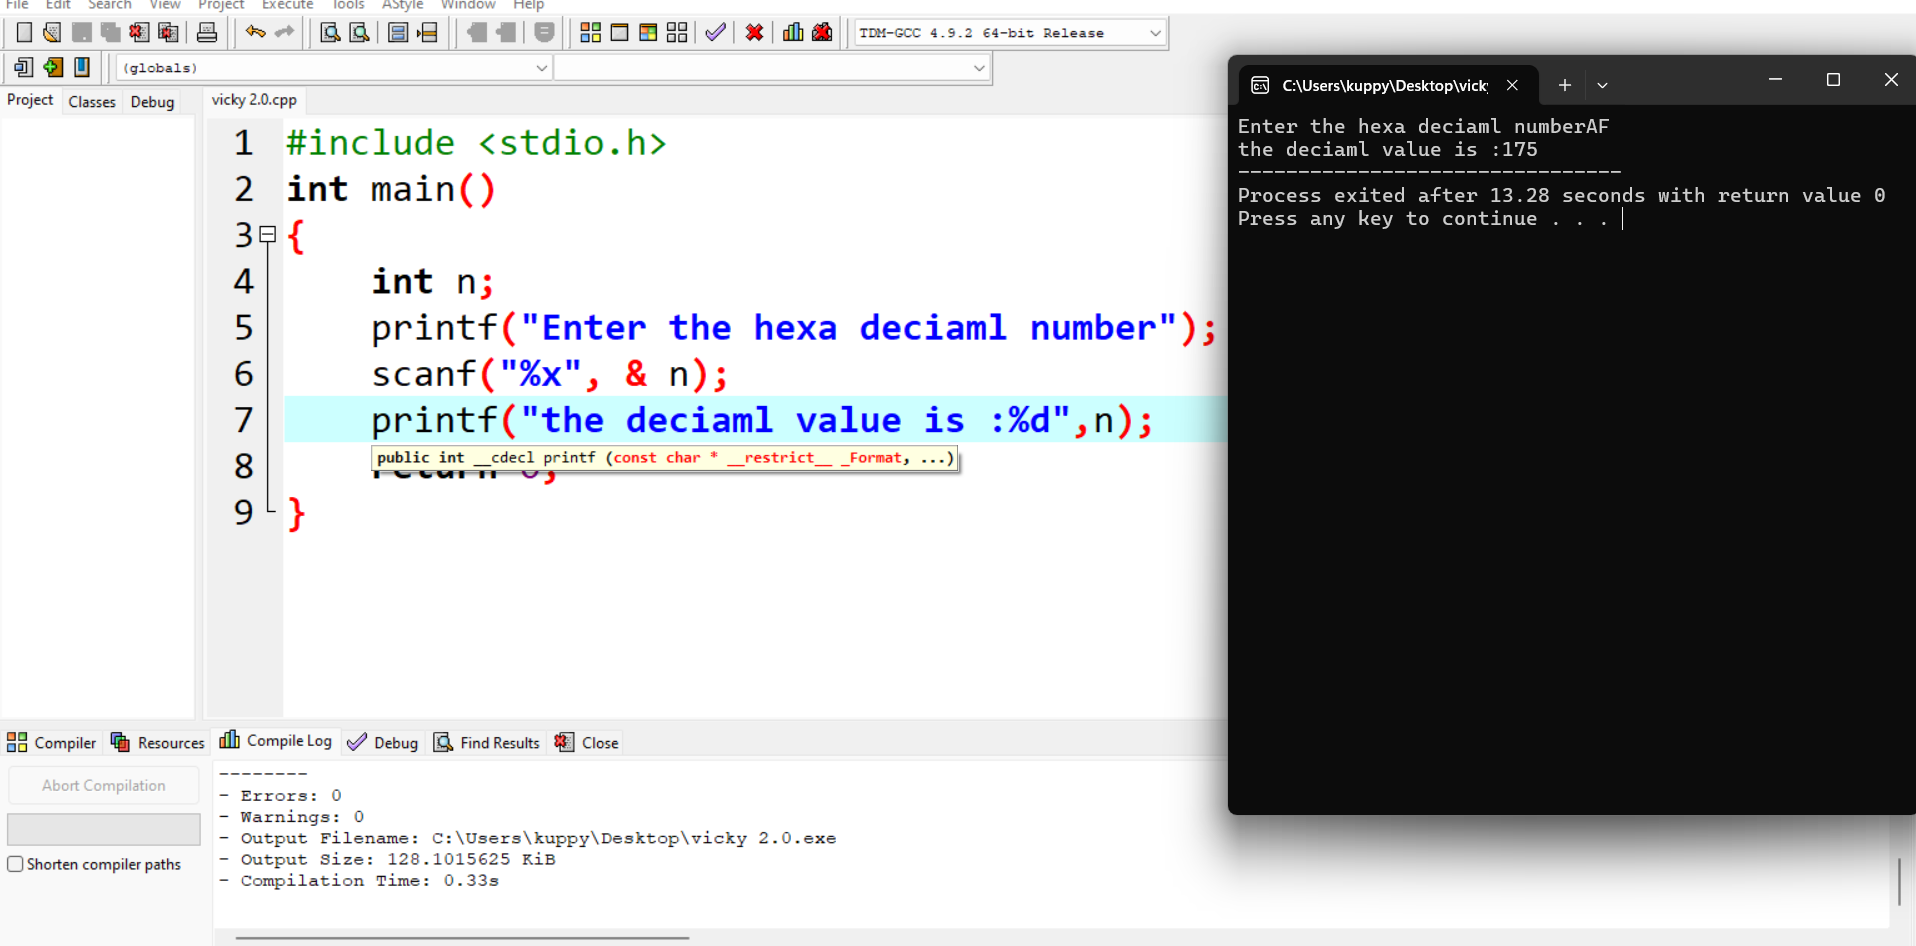 File Edit Search View Project Execute Tools AStyle Window Help
TDM-GCC 4.9.2 64-bit Release
(globals)
Project Classes Debug
vicky 2.0.cpp
1 #include <stdio.h>
2 int main()
3 {
4 int n;
5 printf("Enter the hexa deciaml number");
6 scanf("%x", & n);
7 printf("the deciaml value is :%d",n);
public int __cdecl printf (const char * __restrict__ _Format, ...)
8 return 0;
9 }
C:\Users\kuppy\Desktop\vick
Enter the hexa deciaml numberAF
the deciaml value is :175
--------------------------------
Process exited after 13.28 seconds with return value 0
Press any key to continue . . .
Compiler Resources Compile Log Debug Find Results Close
Abort Compilation
Shorten compiler paths
--------
- Errors: 0
- Warnings: 0
- Output Filename: C:\Users\kuppy\Desktop\vicky 2.0.exe
- Output Size: 128.1015625 KiB
- Compilation Time: 0.33s